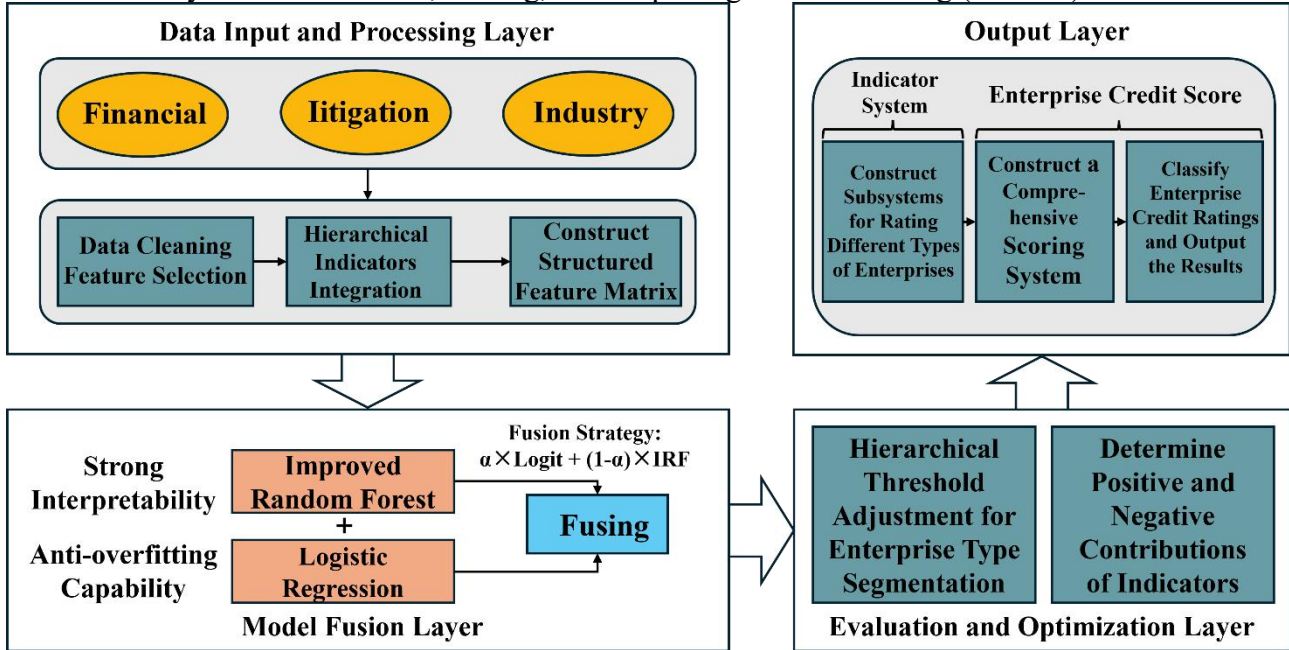 Data Input and Processing Layer
Financial
Iitigation
Industry
Data Cleaning
Feature Selection
Hierarchical
Indicators
Integration
Construct
Structured
Feature Matrix
Output Layer
Indicator
System
Enterprise Credit Score
Construct
Subsystems
for Rating
Different Types
of Enterprises
Construct a
Compre-
hensive
Scoring
System
Classify
Enterprise
Credit Ratings
and Output
the Results
Strong
Interpretability
Anti-overfitting
Capability
Improved
Random Forest
+
Logistic
Regression
Fusion Strategy:
α×Logit + (1-α)×IRF
Fusing
Model Fusion Layer
Hierarchical
Threshold
Adjustment for
Enterprise Type
Segmentation
Determine
Positive and
Negative
Contributions
of Indicators
Evaluation and Optimization Layer